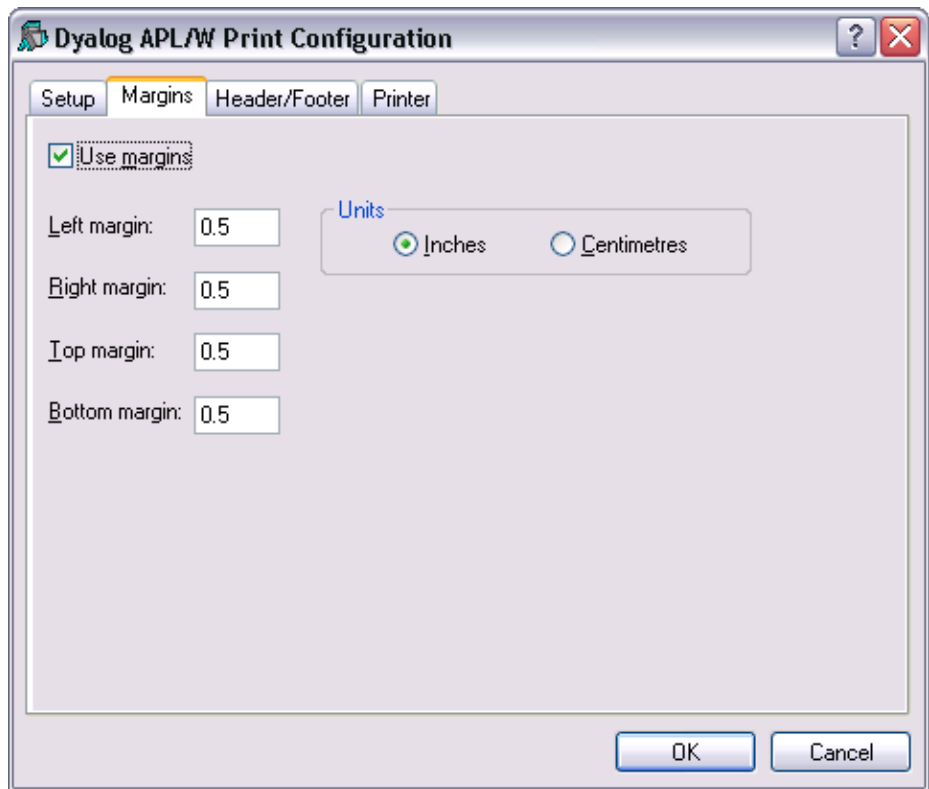 Dyalog APL/W Print Configuration
?
Setup Margins Header/Footer Printer
Use margins
Units
Left margin: 0.5
Inches Centimetres
Right margin: 0.5
Top margin: 0.5
Bottom margin: 0.5
OK Cancel